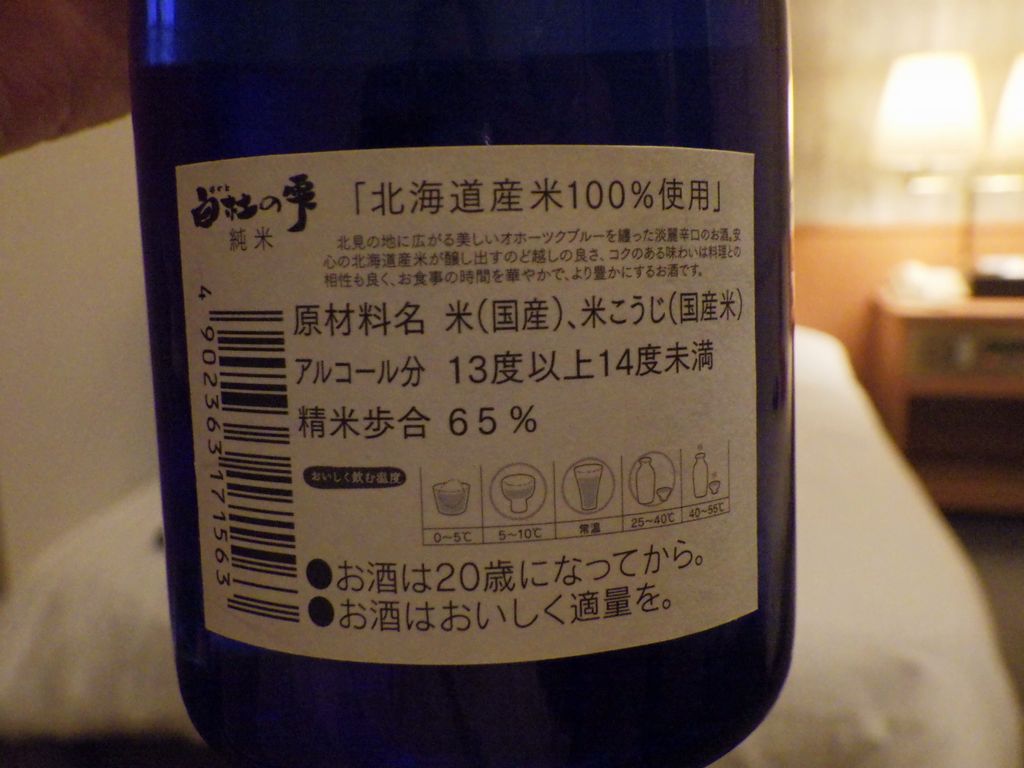 はくと
白杜の雫
純米
「北海道産米100%使用」
北見の地に広がる美しいオホーツクブルーを纏った淡麗辛口のお酒。安
心の北海道産米が醸し出すのど越しの良さ、コクのある味わいは料理との
相性も良く、お食事の時間を華やかで、より豊かにするお酒です。
原材料名 米(国産)、米こうじ(国産米)
アルコール分 13度以上14度未満
精米歩合 65%
おいしく飲む温度
0〜5℃ 5〜10℃ 常温 25〜40℃ 40〜55℃
●お酒は20歳になってから。
●お酒はおいしく適量を。
4 902363171563